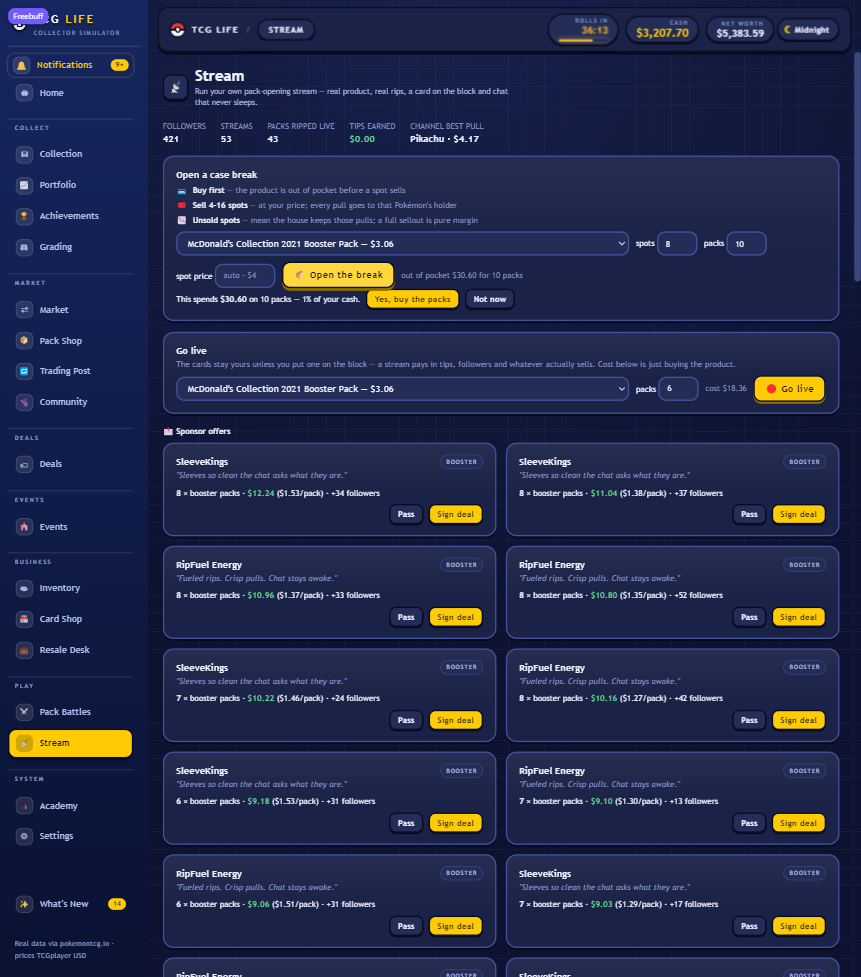 Freebuff
TCG LIFE
COLLECTOR SIMULATOR
Notifications 9+
Home
COLLECT
Collection
Portfolio
Achievements
Grading
MARKET
Market
Pack Shop
Trading Post
Community
DEALS
Deals
EVENTS
Events
BUSINESS
Inventory
Card Shop
Resale Desk
PLAY
Pack Battles
Stream
SYSTEM
Academy
Settings
What's New 14
Real data via pokemontcg.io ·
prices TCGplayer USD
TCG LIFE / STREAM
ROLLS IN
36:13
CASH
$3,207.70
NET WORTH
$5,383.59
Midnight
Stream
Run your own pack-opening stream — real product, real rips, a card on the block and chat
that never sleeps.
FOLLOWERS STREAMS PACKS RIPPED LIVE TIPS EARNED CHANNEL BEST PULL
421 53 43 $0.00 Pikachu · $4.17
Open a case break
Buy first — the product is out of pocket before a spot sells
Sell 4-16 spots — at your price; every pull goes to that Pokémon's holder
Unsold spots — mean the house keeps those pulls; a full sellout is pure margin
McDonald's Collection 2021 Booster Pack — $3.06 spots 8 packs 10
spot price auto · $4 Open the break out of pocket $30.60 for 10 packs
This spends $30.60 on 10 packs — 1% of your cash. Yes, buy the packs Not now
Go live
The cards stay yours unless you put one on the block — a stream pays in tips, followers and whatever actually sells. Cost below is just buying the product.
McDonald's Collection 2021 Booster Pack — $3.06 packs 6 cost $18.36 Go live
Sponsor offers
SleeveKings BOOSTER
"Sleeves so clean the chat asks what they are."
8 × booster packs · $12.24 ($1.53/pack) · +34 followers
Pass Sign deal
SleeveKings BOOSTER
"Sleeves so clean the chat asks what they are."
8 × booster packs · $11.04 ($1.38/pack) · +37 followers
Pass Sign deal
RipFuel Energy BOOSTER
"Fueled rips. Crisp pulls. Chat stays awake."
8 × booster packs · $10.96 ($1.37/pack) · +33 followers
Pass Sign deal
RipFuel Energy BOOSTER
"Fueled rips. Crisp pulls. Chat stays awake."
8 × booster packs · $10.80 ($1.35/pack) · +52 followers
Pass Sign deal
SleeveKings BOOSTER
"Sleeves so clean the chat asks what they are."
7 × booster packs · $10.22 ($1.46/pack) · +24 followers
Pass Sign deal
RipFuel Energy BOOSTER
"Fueled rips. Crisp pulls. Chat stays awake."
8 × booster packs · $10.16 ($1.27/pack) · +42 followers
Pass Sign deal
SleeveKings BOOSTER
"Sleeves so clean the chat asks what they are."
6 × booster packs · $9.18 ($1.53/pack) · +31 followers
Pass Sign deal
RipFuel Energy BOOSTER
"Fueled rips. Crisp pulls. Chat stays awake."
7 × booster packs · $9.10 ($1.30/pack) · +13 followers
Pass Sign deal
RipFuel Energy BOOSTER
"Fueled rips. Crisp pulls. Chat stays awake."
6 × booster packs · $9.06 ($1.51/pack) · +31 followers
Pass Sign deal
SleeveKings BOOSTER
"Sleeves so clean the chat asks what they are."
7 × booster packs · $9.03 ($1.29/pack) · +17 followers
Pass Sign deal
RipFuel Energy BOOSTER
SleeveKings BOOSTER